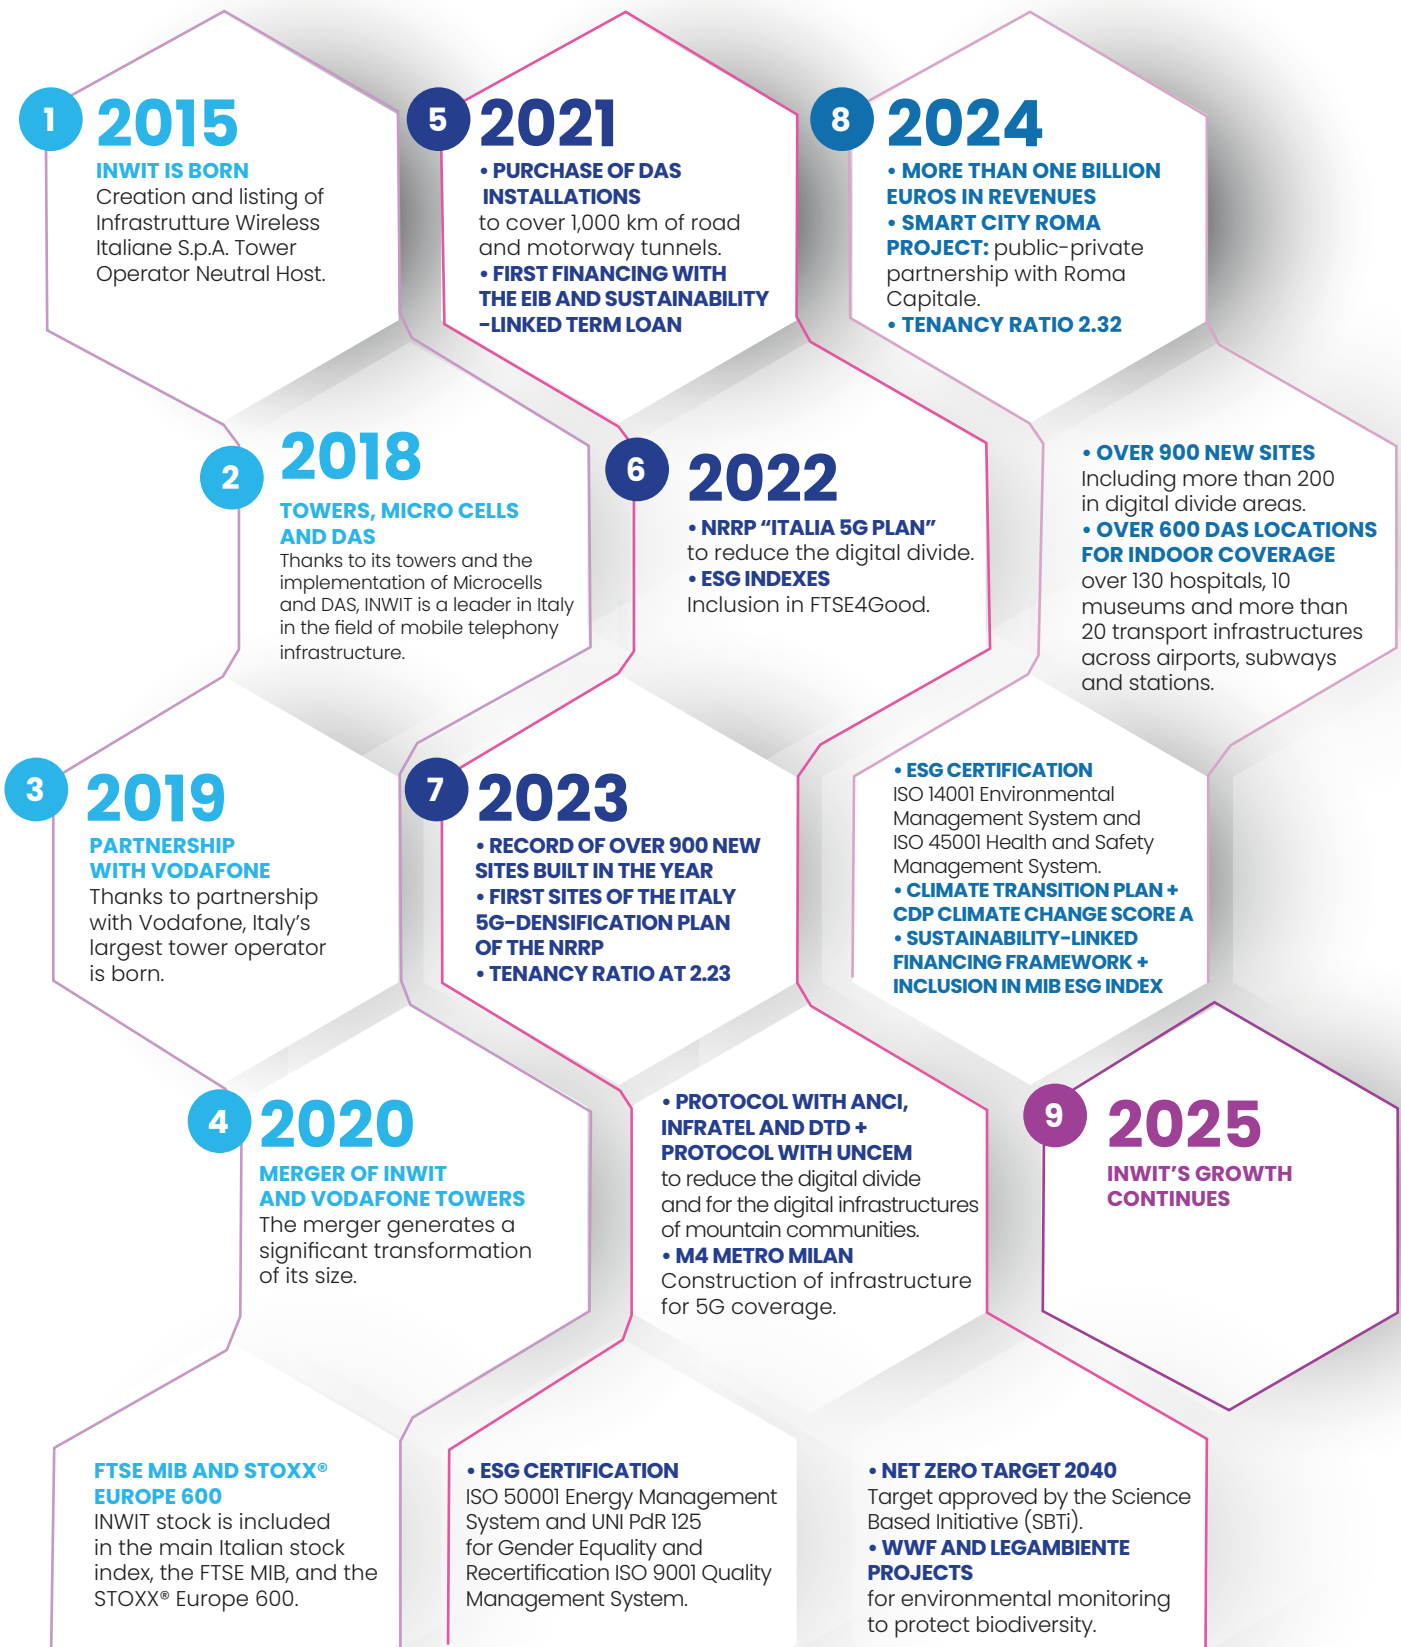 1
2015
INWIT IS BORN
Creation and listing of
Infrastrutture Wireless
Italiane S.p.A. Tower
Operator Neutral Host.
2
2018
TOWERS, MICRO CELLS
AND DAS
Thanks to its towers and the
implementation of Microcells
and DAS, INWIT is a leader in Italy
in the field of mobile telephony
infrastructure.
3
2019
PARTNERSHIP
WITH VODAFONE
Thanks to partnership
with Vodafone, Italy’s
largest tower operator
is born.
4
2020
MERGER OF INWIT
AND VODAFONE TOWERS
The merger generates a
significant transformation
of its size.
FTSE MIB AND STOXX®
EUROPE 600
INWIT stock is included
in the main Italian stock
index, the FTSE MIB, and the
STOXX® Europe 600.
5
2021
• PURCHASE OF DAS
INSTALLATIONS
to cover 1,000 km of road
and motorway tunnels.
• FIRST FINANCING WITH
THE EIB AND SUSTAINABILITY
-LINKED TERM LOAN
6
2022
• NRRP “ITALIA 5G PLAN”
to reduce the digital divide.
• ESG INDEXES
Inclusion in FTSE4Good.
7
2023
• RECORD OF OVER 900 NEW
SITES BUILT IN THE YEAR
• FIRST SITES OF THE ITALY
5G-DENSIFICATION PLAN
OF THE NRRP
• TENANCY RATIO AT 2.23
• PROTOCOL WITH ANCI,
INFRATEL AND DTD +
PROTOCOL WITH UNCEM
to reduce the digital divide
and for the digital infrastructures
of mountain communities.
• M4 METRO MILAN
Construction of infrastructure
for 5G coverage.
• ESG CERTIFICATION
ISO 50001 Energy Management
System and UNI PdR 125
for Gender Equality and
Recertification ISO 9001 Quality
Management System.
• NET ZERO TARGET 2040
Target approved by the Science
Based Initiative (SBTi).
• WWF AND LEGAMBIENTE
PROJECTS
for environmental monitoring
to protect biodiversity.
8
2024
• MORE THAN ONE BILLION
EUROS IN REVENUES
• SMART CITY ROMA
PROJECT: public-private
partnership with Roma
Capitale.
• TENANCY RATIO 2.32
• OVER 900 NEW SITES
Including more than 200
in digital divide areas.
• OVER 600 DAS LOCATIONS
FOR INDOOR COVERAGE
over 130 hospitals, 10
museums and more than
20 transport infrastructures
across airports, subways
and stations.
• ESG CERTIFICATION
ISO 14001 Environmental
Management System and
ISO 45001 Health and Safety
Management System.
• CLIMATE TRANSITION PLAN +
CDP CLIMATE CHANGE SCORE A
• SUSTAINABILITY-LINKED
FINANCING FRAMEWORK +
INCLUSION IN MIB ESG INDEX
9
2025
INWIT’S GROWTH
CONTINUES